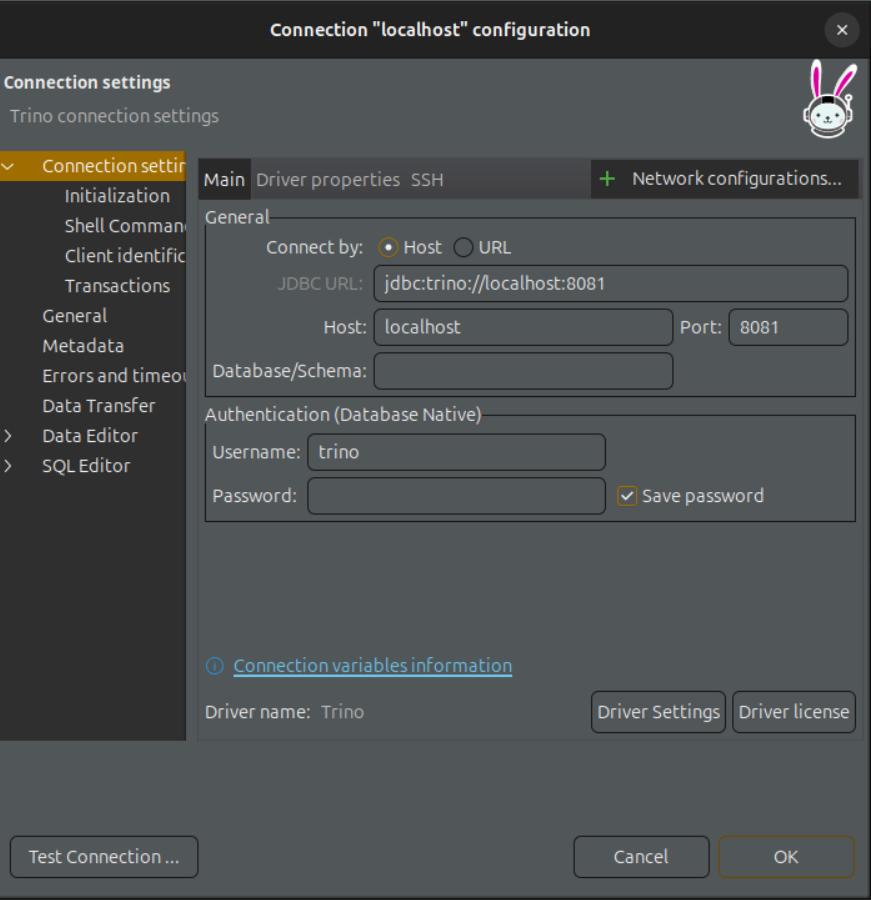 Connection "localhost" configuration
Connection settings
Trino connection settings
Connection settin
Initialization
Shell Comman
Client identific
Transactions
General
Metadata
Errors and timeou
Data Transfer
Data Editor
SQL Editor
Main Driver properties SSH + Network configurations...
General
Connect by: Host URL
JDBC URL: jdbc:trino://localhost:8081
Host: localhost Port: 8081
Database/Schema:
Authentication (Database Native)
Username: trino
Password: Save password
Connection variables information
Driver name: Trino Driver Settings Driver license
Test Connection ... Cancel OK